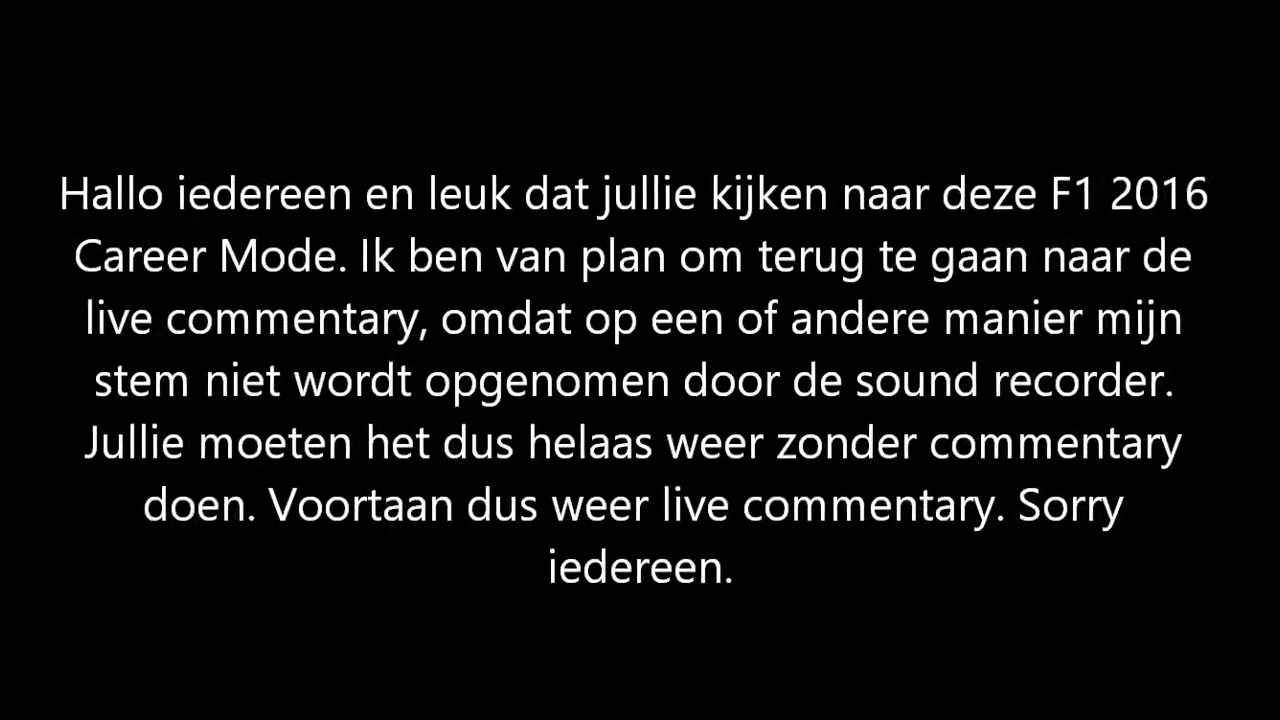 Hallo iedereen en leuk dat jullie kijken naar deze F1 2016
Career Mode. Ik ben van plan om terug te gaan naar de
live commentary, omdat op een of andere manier mijn
stem niet wordt opgenomen door de sound recorder.
Jullie moeten het dus helaas weer zonder commentary
doen. Voortaan dus weer live commentary. Sorry
iedereen.